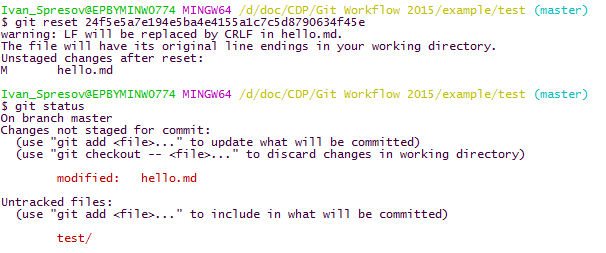 Ivan_Spresov@EPBYMINW0774 MINGW64 /d/doc/CDP/Git Workflow 2015/example/test (master)
$ git reset 24f5e5a7e194e5ba4e4155a1c7c5d8790634f45e
warning: LF will be replaced by CRLF in hello.md.
The file will have its original line endings in your working directory.
Unstaged changes after reset:
M       hello.md
Ivan_Spresov@EPBYMINW0774 MINGW64 /d/doc/CDP/Git Workflow 2015/example/test (master)
$ git status
On branch master
Changes not staged for commit:
  (use "git add <file>..." to update what will be committed)
  (use "git checkout -- <file>..." to discard changes in working directory)
        modified:   hello.md
Untracked files:
  (use "git add <file>..." to include in what will be committed)
        test/